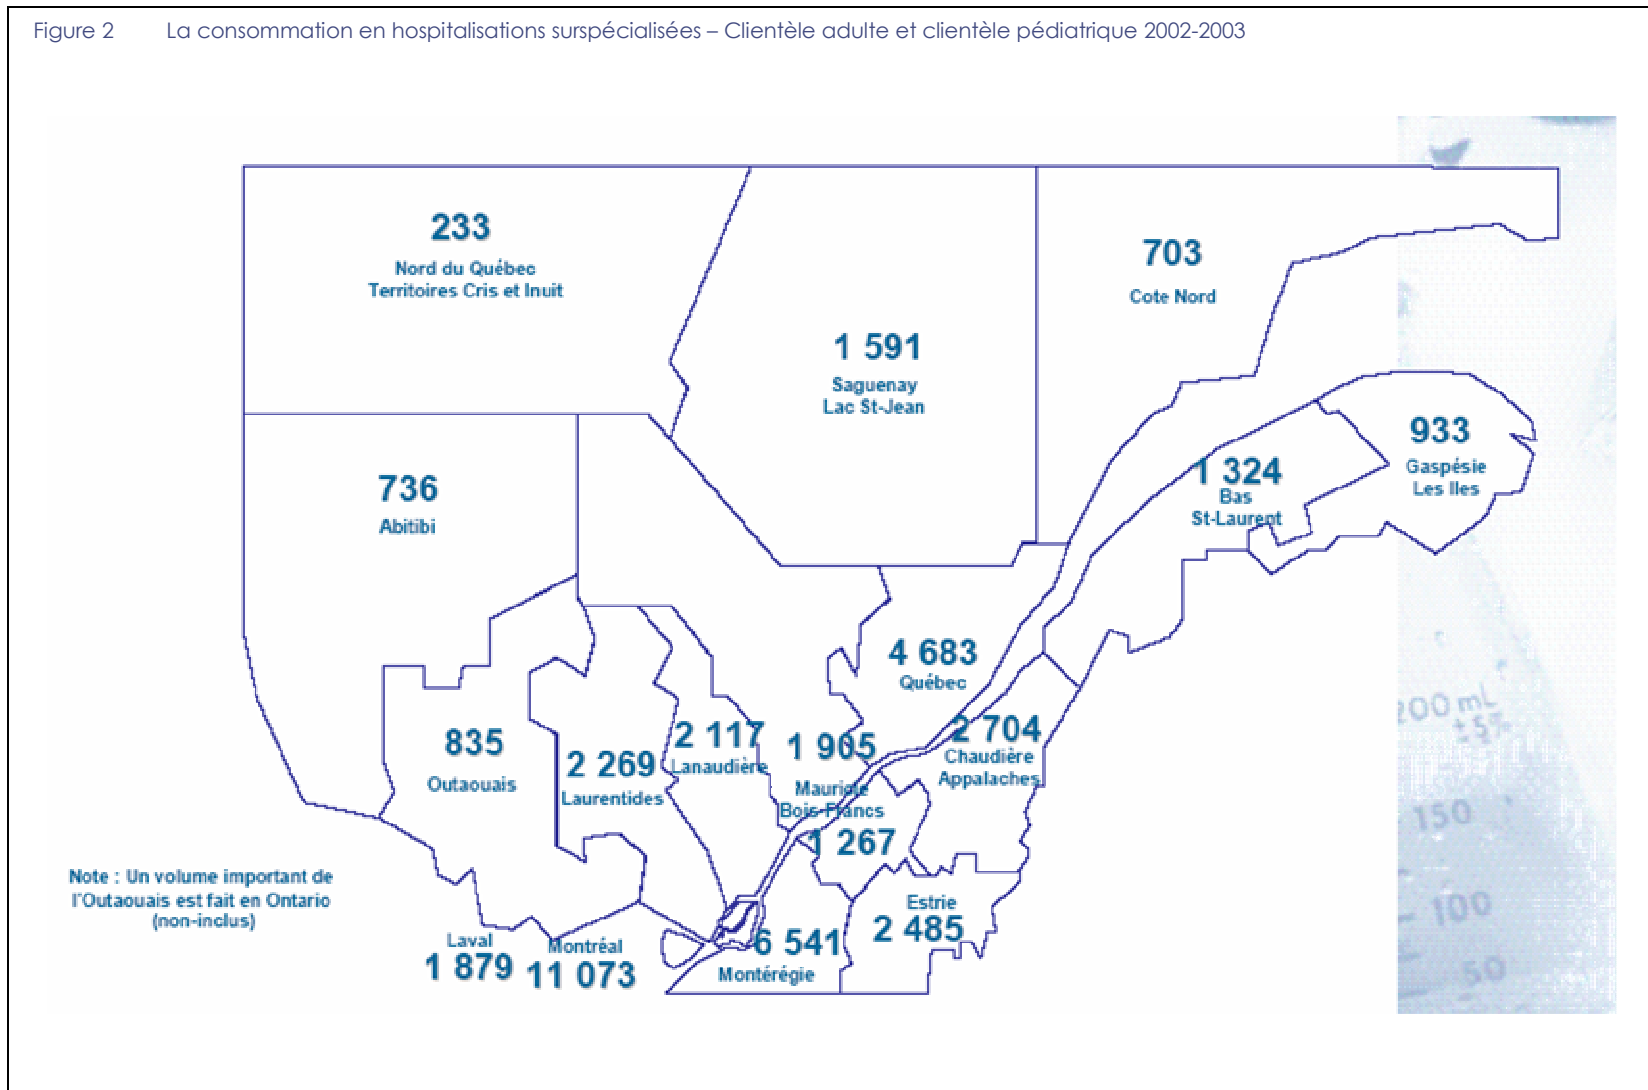 Figure 2 La consommation en hospitalisations surspécialisées – Clientèle adulte et clientèle pédiatrique 2002-2003
233
Nord du Québec
Territoires Cris et Inuit
703
Cote Nord
1 591
Saguenay
Lac St-Jean
933
Gaspésie
Les Iles
1 324
Bas
St-Laurent
736
Abitibi
4 683
Québec
835
Outaouais
2 269
Laurentides
2 117
Lanaudière
1 905
Mauricie
Bois-Francs
1 267
2 704
Chaudière
Appalaches
Estrie
2 485
6 541
Montérégie
Laval
1 879
Montréal
11 073
Note : Un volume important de
l'Outaouais est fait en Ontario
(non-inclus)
200 mL
±5%
150
100
50